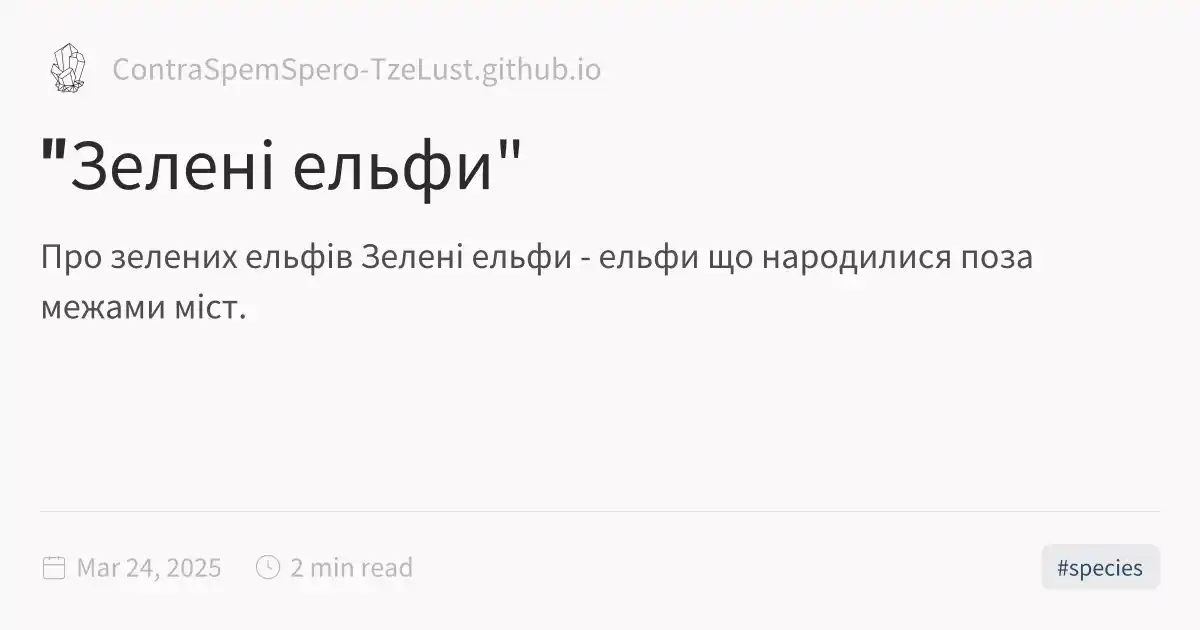 ContraSpemSpero-TzeLust.github.io
"Зелені ельфи"
Про зелених ельфів Зелені ельфи - ельфи що народилися поза
межами міст.
Mar 24, 2025
2 min read
#species